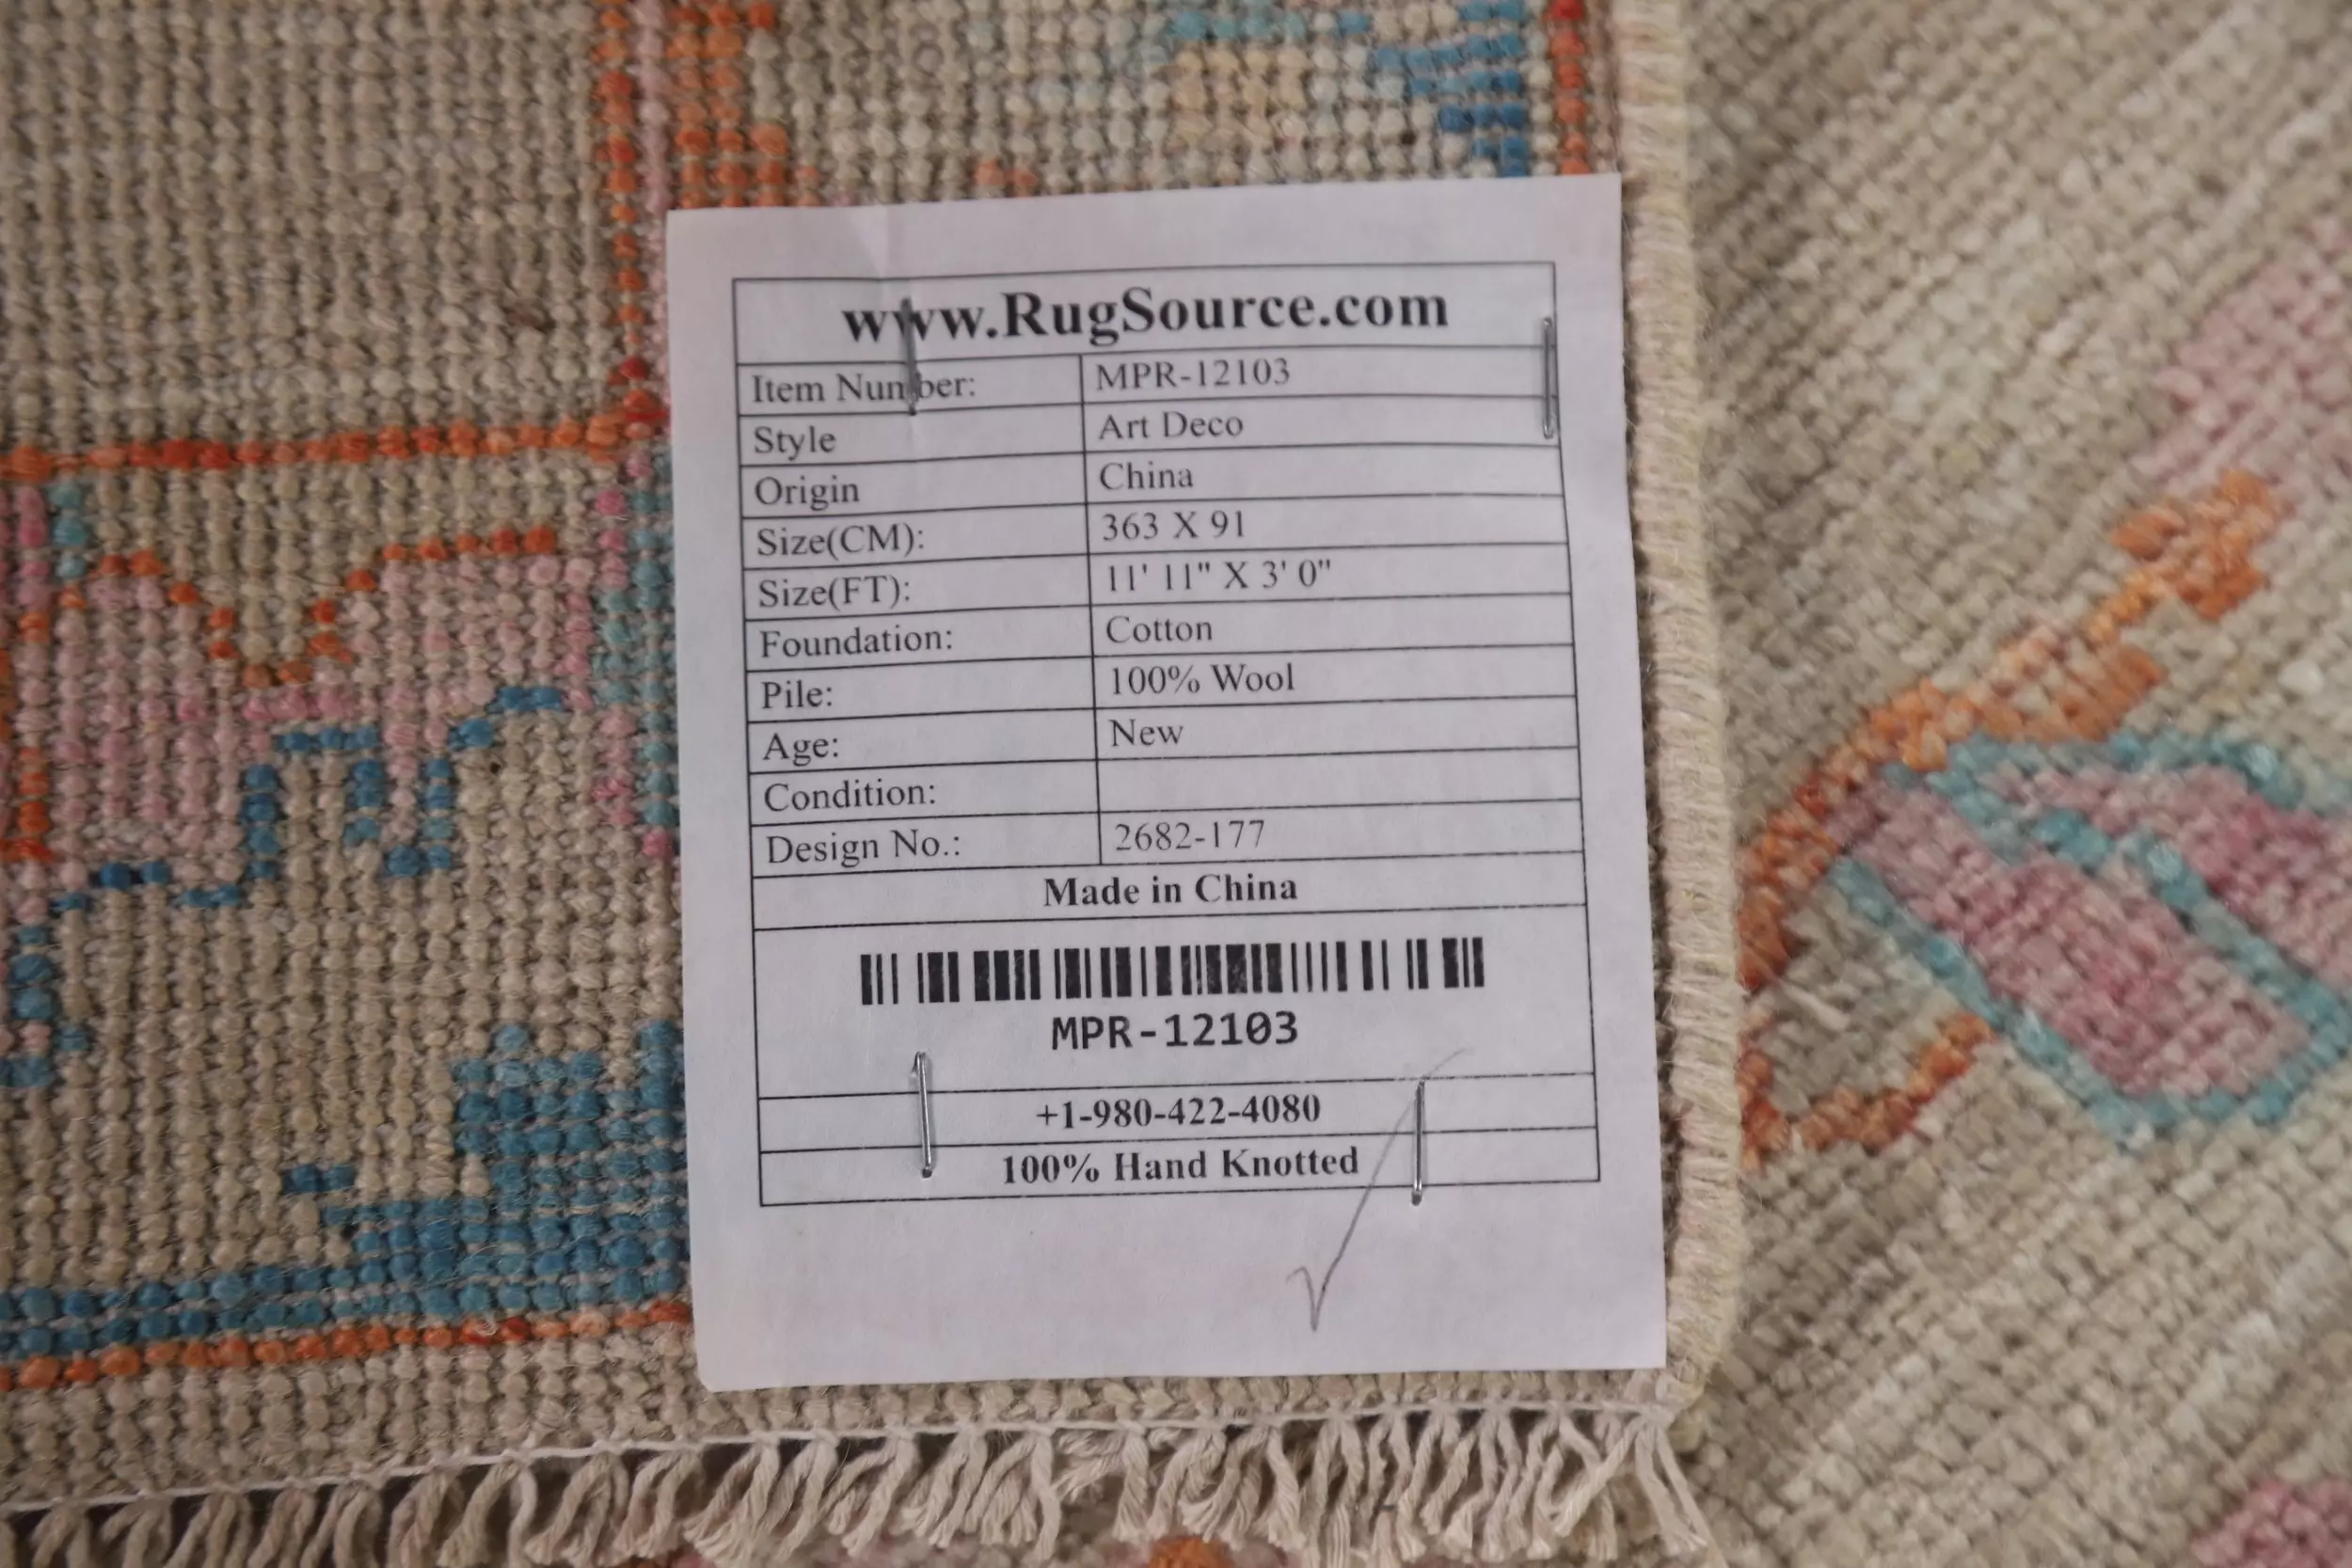 www.RugSource.com
Item Number: MPR-12103
Style Art Deco
Origin China
Size(CM): 363 X 91
Size(FT): 11' 11" X 3' 0"
Foundation: Cotton
Pile: 100% Wool
Age: New
Condition:
Design No.: 2682-177
Made in China
MPR-12103
+1-980-422-4080
100% Hand Knotted